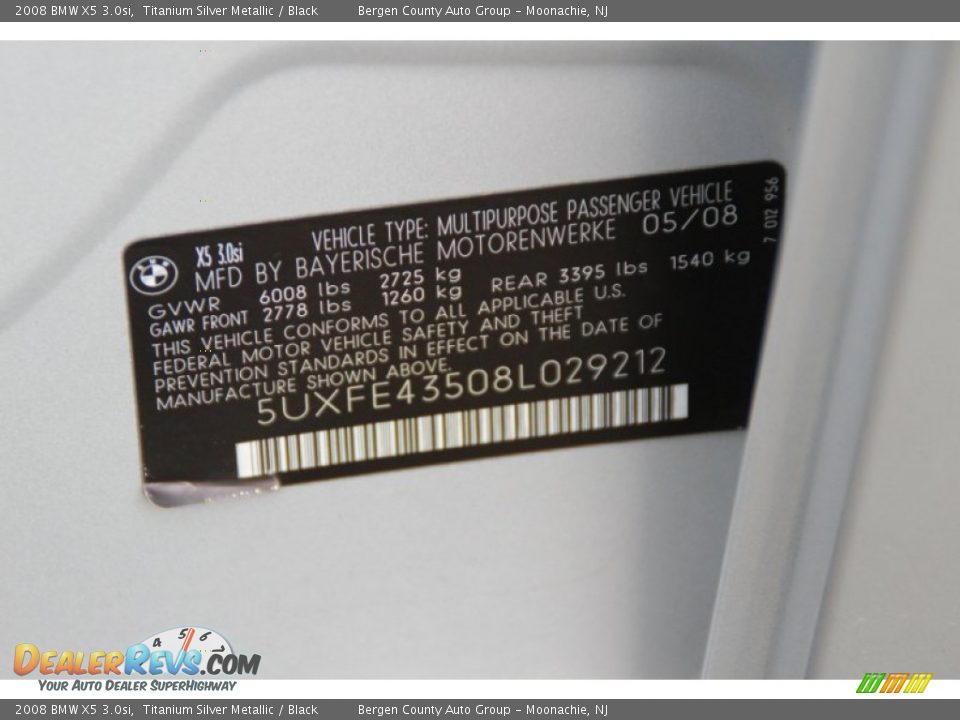 2008 BMW X5 3.0si, Titanium Silver Metallic / Black Bergen County Auto Group - Moonachie, NJ
X5 3.0si VEHICLE TYPE: MULTIPURPOSE PASSENGER VEHICLE
MFD BY BAYERISCHE MOTORENWERKE 05/08
GVWR 6008 lbs 2725 kg
GAWR FRONT 2778 lbs 1260 kg REAR 3395 lbs 1540 kg
THIS VEHICLE CONFORMS TO ALL APPLICABLE U.S.
FEDERAL MOTOR VEHICLE SAFETY AND THEFT
PREVENTION STANDARDS IN EFFECT ON THE DATE OF
MANUFACTURE SHOWN ABOVE.
5UXFE43508L029212
7 012 956
4 5 6
DEALERREVS.COM
YOUR AUTO DEALER SUPERHIGHWAY
2008 BMW X5 3.0si, Titanium Silver Metallic / Black Bergen County Auto Group - Moonachie, NJ